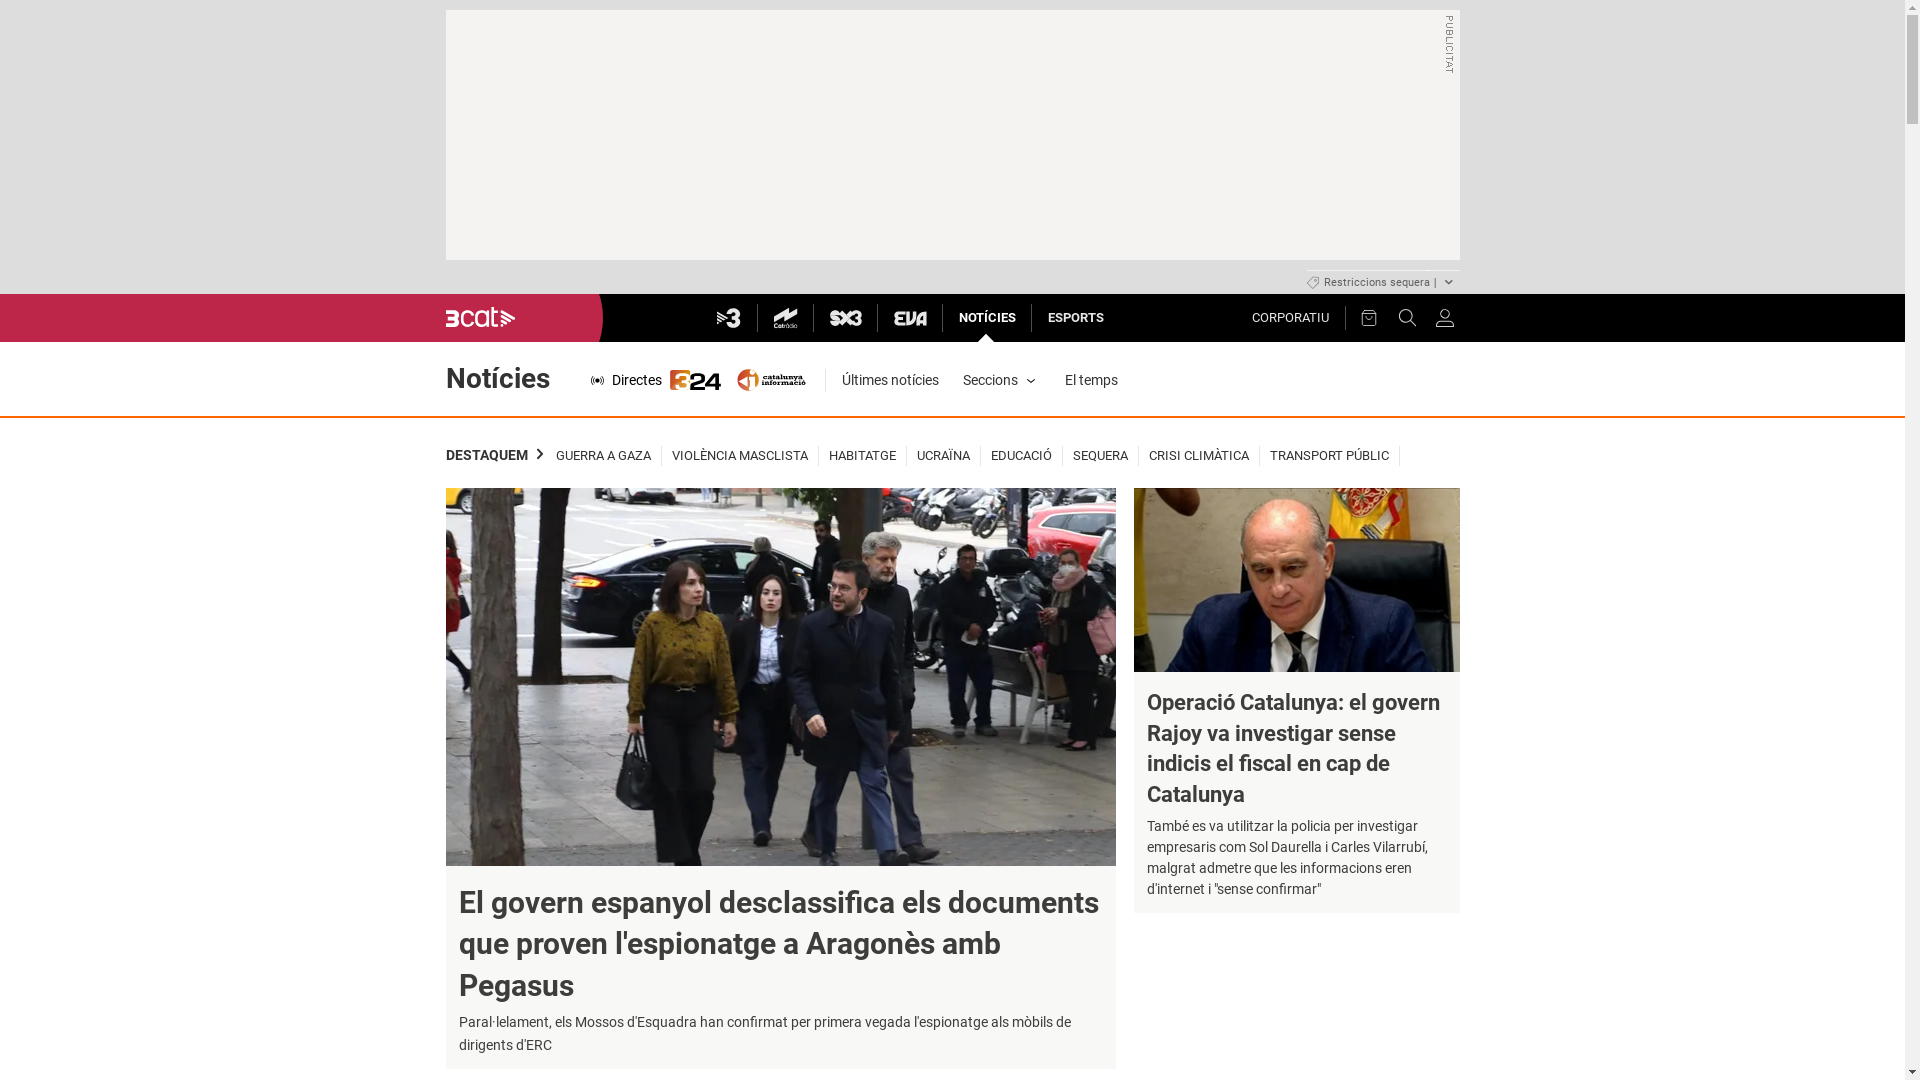 PUBLICITAT
Restriccions sequera |
3cat
3
Catràdio
SX3
EVA
NOTÍCIES
ESPORTS
CORPORATIU
Notícies
Directes
324
catalunya
informació
Últimes notícies
Seccions
El temps
DESTAQUEM
GUERRA A GAZA
VIOLÈNCIA MASCLISTA
HABITATGE
UCRAÏNA
EDUCACIÓ
SEQUERA
CRISI CLIMÀTICA
TRANSPORT PÚBLIC
El govern espanyol desclassifica els documents
que proven l'espionatge a Aragonès amb
Pegasus
Paral·lelament, els Mossos d'Esquadra han confirmat per primera vegada l'espionatge als mòbils de
dirigents d'ERC
Operació Catalunya: el govern
Rajoy va investigar sense
indicis el fiscal en cap de
Catalunya
També es va utilitzar la policia per investigar
empresaris com Sol Daurella i Carles Vilarrubí,
malgrat admetre que les informacions eren
d'internet i "sense confirmar"